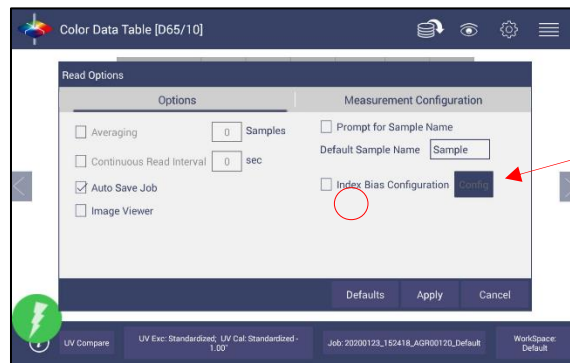 Color Data Table [D65/10]
Read Options
Options
Measurement Configuration
Averaging
0
Samples
Prompt for Sample Name
Default Sample Name
Sample
Continuous Read Interval
0
sec
Auto Save Job
Index Bias Configuration
Config
Image Viewer
Defaults
Apply
Cancel
UV Compare
UV Exc: Standardized; UV Cal: Standardized -
1.00"
Job: 20200123_152418_AGR00120_Default
WorkSpace:
Default